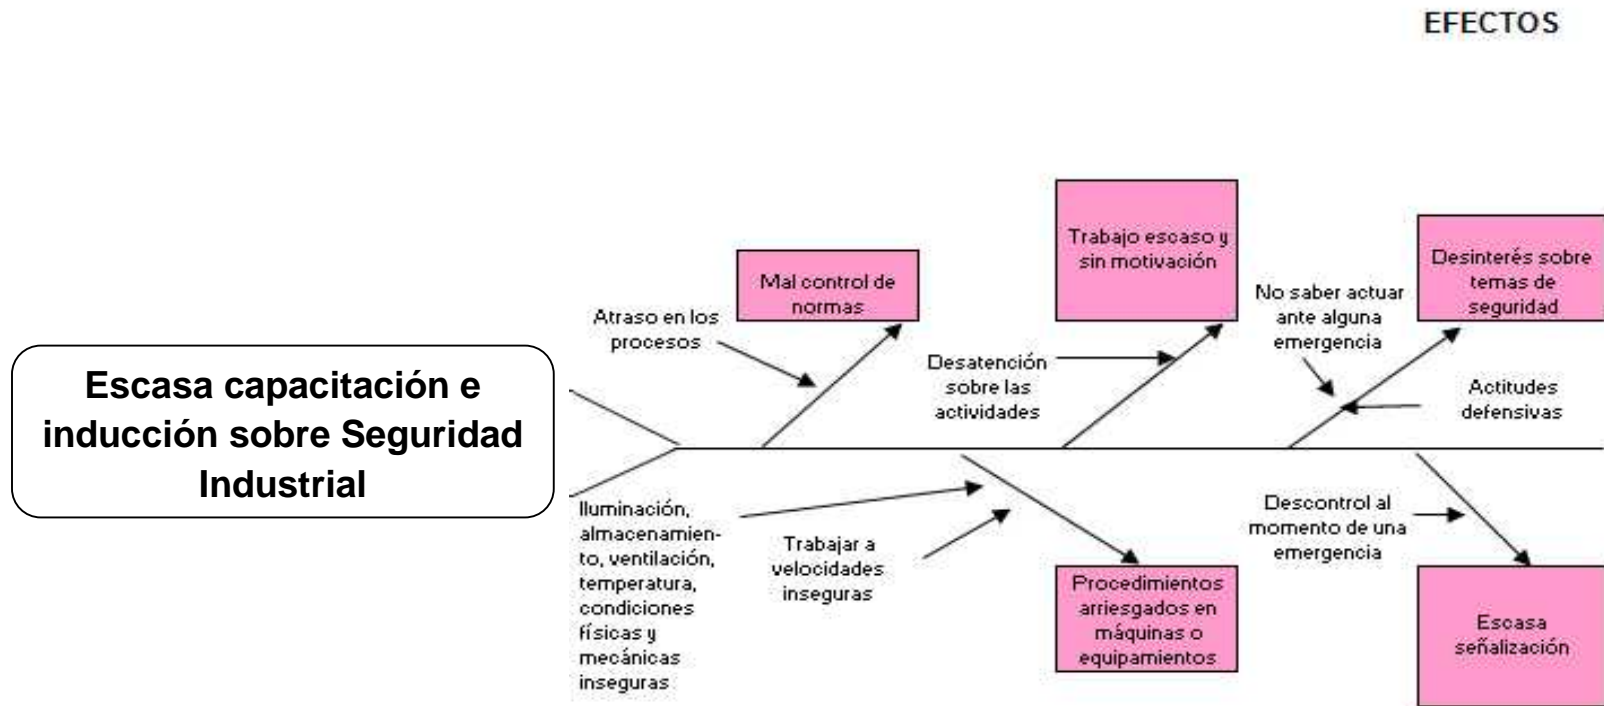 EFECTOS
Trabajo escaso y
sin motivación
Desinterés sobre
temas de
seguridad
Mal control de
normas
No saber actuar
ante alguna
emergencia
Atraso en los
procesos
Desatención
sobre las
actividades
Actitudes
defensivas
Escasa capacitación e
inducción sobre Seguridad
Industrial
Iluminación,
almacenamien-
to, ventilación,
temperatura,
condiciones
físicas y
mecánicas
inseguras
Trabajar a
velocidades
inseguras
Descontrol al
momento de una
emergencia
Procedimientos
arriesgados en
máquinas o
equipamientos
Escasa
señalización